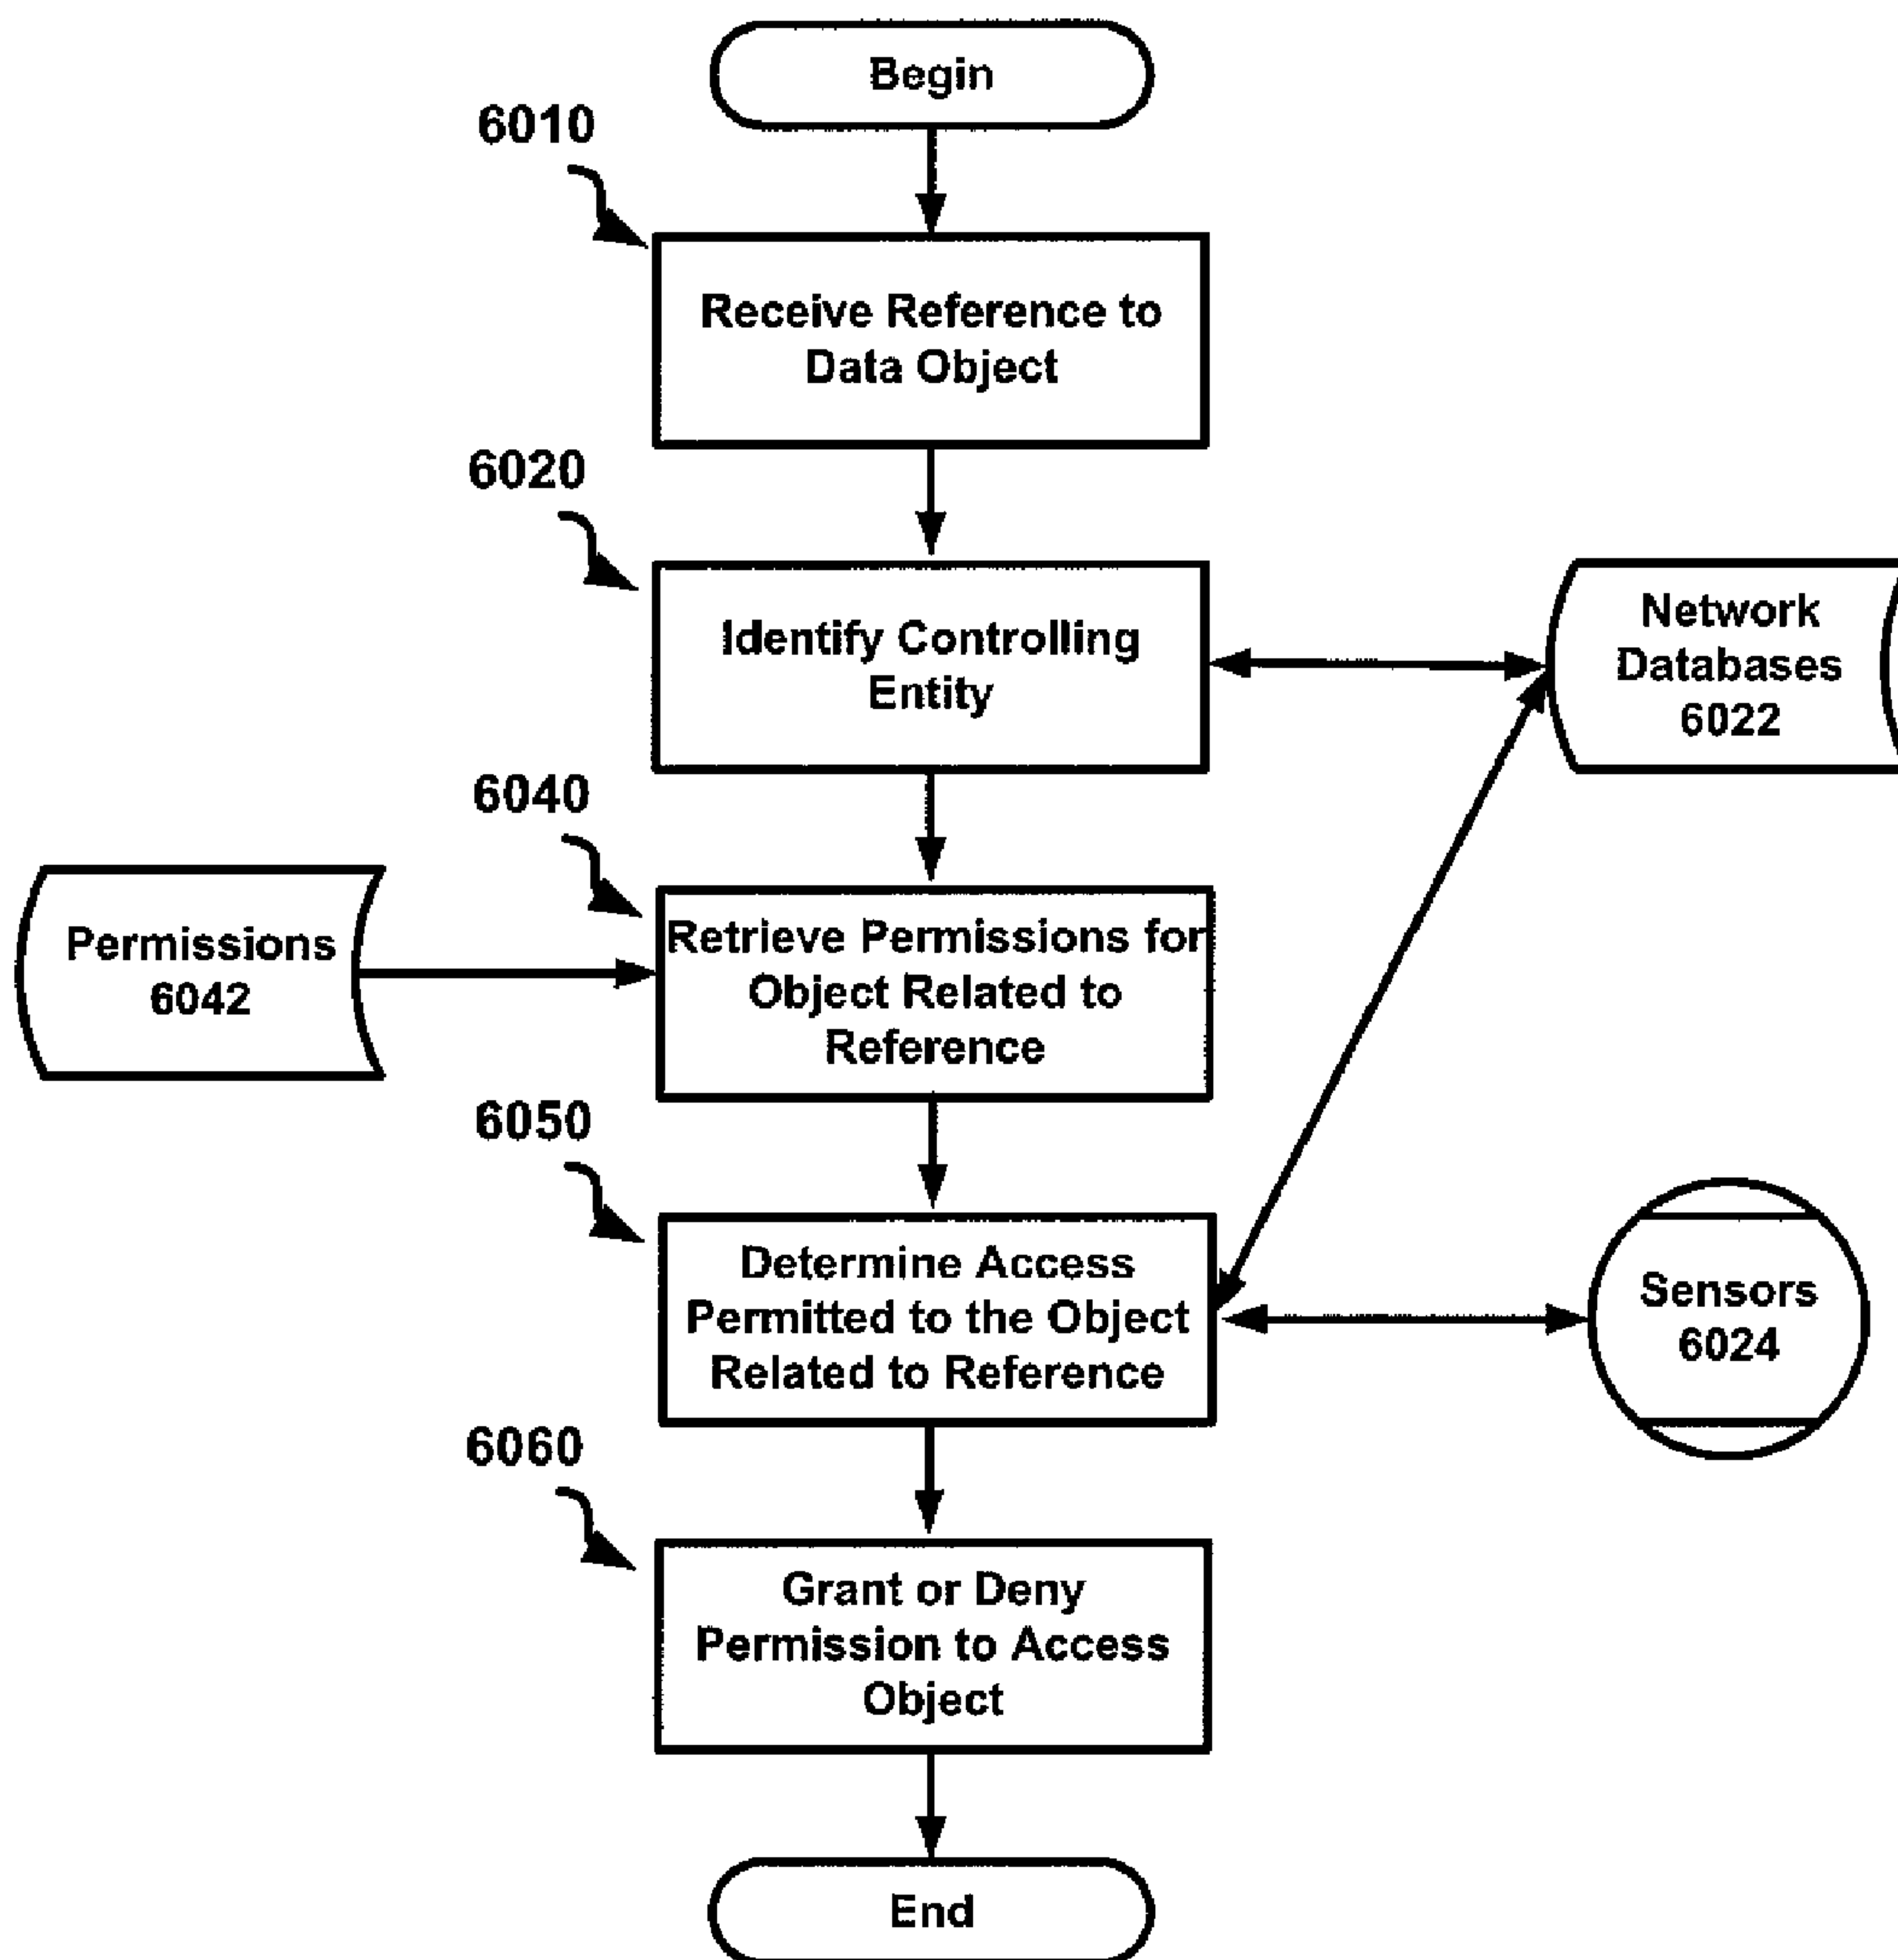 Begin
6010
Receive Reference to
Data Object
6020
Identify Controlling
Entity
Network
Databases
6022
6040
Permissions
6042
Retrieve Permissions for
Object Related to
Reference
6050
Determine Access
Permitted to the Object
Related to Reference
Sensors
6024
6060
Grant or Deny
Permission to Access
Object
End